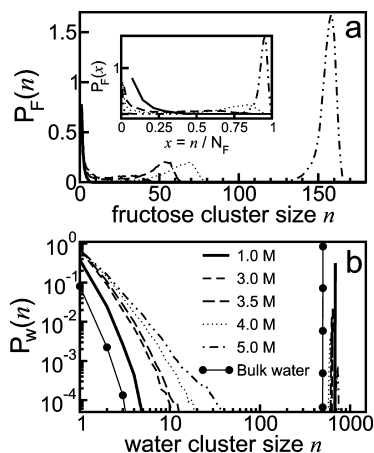 1.5
1
0.5
0
P_F(n)
a
1
0
P_F(x)
0 0.25 0.5 0.75 1
x = n / N_F
0 50 100 150
fructose cluster size n
10^0
10^-1
10^-2
10^-3
10^-4
P_w(n)
b
1.0 M
3.0 M
3.5 M
4.0 M
5.0 M
Bulk water
1 10 100 1000
water cluster size n